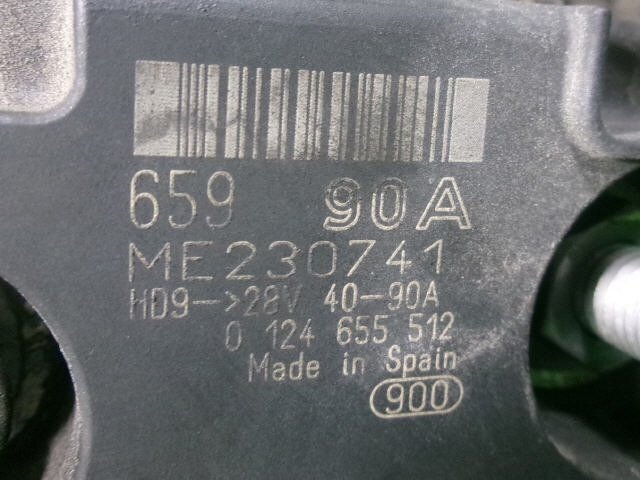 659 90A
ME230741
HD9->28V 40-90A
0 124 655 512
Made in Spain
900